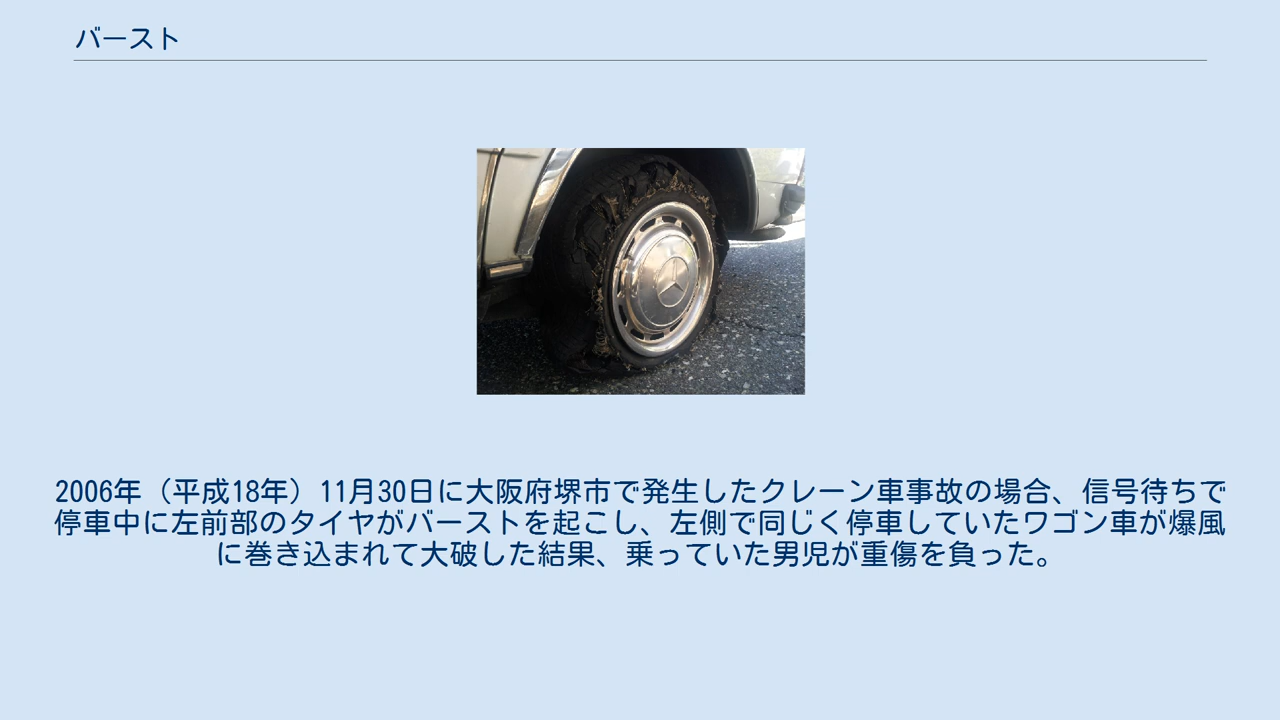 バースト
2006年（平成18年）11月30日に大阪府堺市で発生したクレーン車事故の場合、信号待ちで
停車中に左前部のタイヤがバーストを起こし、左側で同じく停車していたワゴン車が爆風
に巻き込まれて大破した結果、乗っていた男児が重傷を負った。